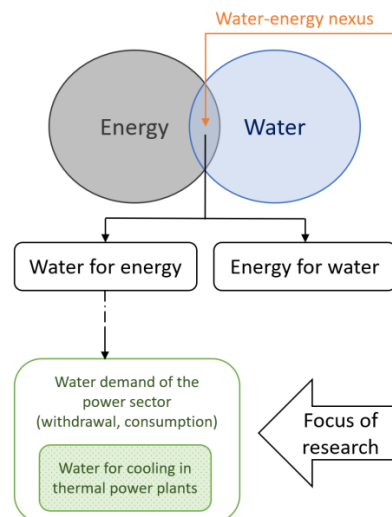 Water-energy nexus
Energy
Water
Water for energy
Energy for water
Water demand of the
power sector
(withdrawal, consumption)
Water for cooling in
thermal power plants
Focus of
research